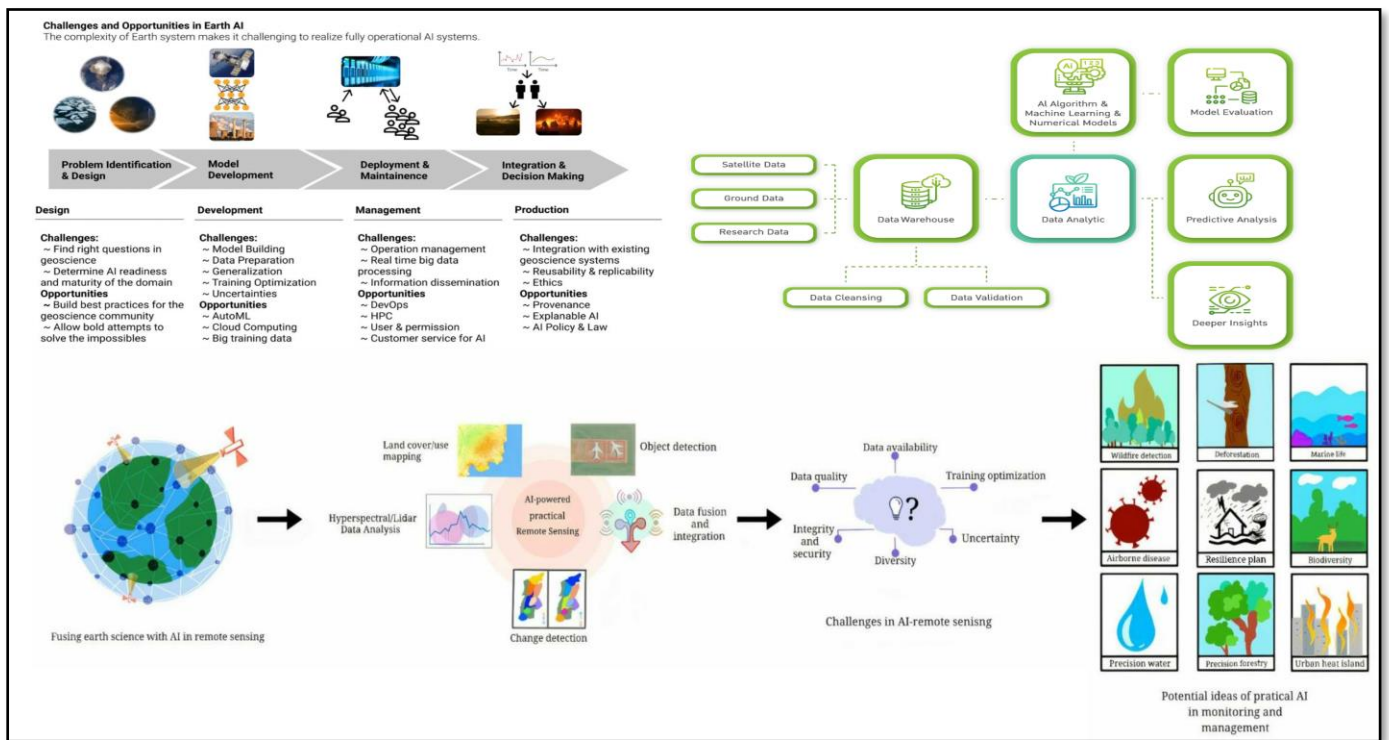 Challenges and Opportunities in Earth AI
The complexity of Earth system makes it challenging to realize fully operational AI systems.
Time
Time
Problem Identification
& Design
Model
Development
Deployment &
Maintainence
Integration &
Decision Making
Design
Challenges:
~ Find right questions in
geoscience
~ Determine AI readiness
and maturity of the domain
Opportunities
~ Build best practices for the
geoscience community
~ Allow bold attempts to
solve the impossibles
Development
Challenges:
~ Model Building
~ Data Preparation
~ Generalization
~ Training Optimization
~ Uncertainties
Opportunities
~ AutoML
~ Cloud Computing
~ Big training data
Management
Challenges:
~ Operation management
~ Real time big data
processing
~ Information dissemination
Opportunities
~ DevOps
~ HPC
~ User & permission
~ Customer service for AI
Production
Challenges:
~ Integration with existing
geoscience systems
~ Reusability & replicability
~ Ethics
Opportunities
~ Provenance
~ Explanable AI
~ AI Policy & Law
AI
AI Algorithm &
Machine Learning &
Numerical Models
Model Evaluation
Satellite Data
Ground Data
Research Data
Data Warehouse
Data Analytic
Predictive Analysis
Data Cleansing
Data Validation
Deeper Insights
Fusing earth science with AI in remote sensing
Land cover/use
mapping
Object detection
Hyperspectral/Lidar
Data Analysis
AI-powered
practical
Remote Sensing
Data fusion
and
integration
Change detection
Data availability
Data quality
Training optimization
?
Integrity
and
security
Uncertainty
Diversity
Challenges in AI-remote senisng
Wildfire detection
Deforestation
Marine life
Airborne disease
Resilience plan
Biodiversity
Precision water
Precision forestry
Urban heat island
Potential ideas of pratical AI
in monitoring and
management